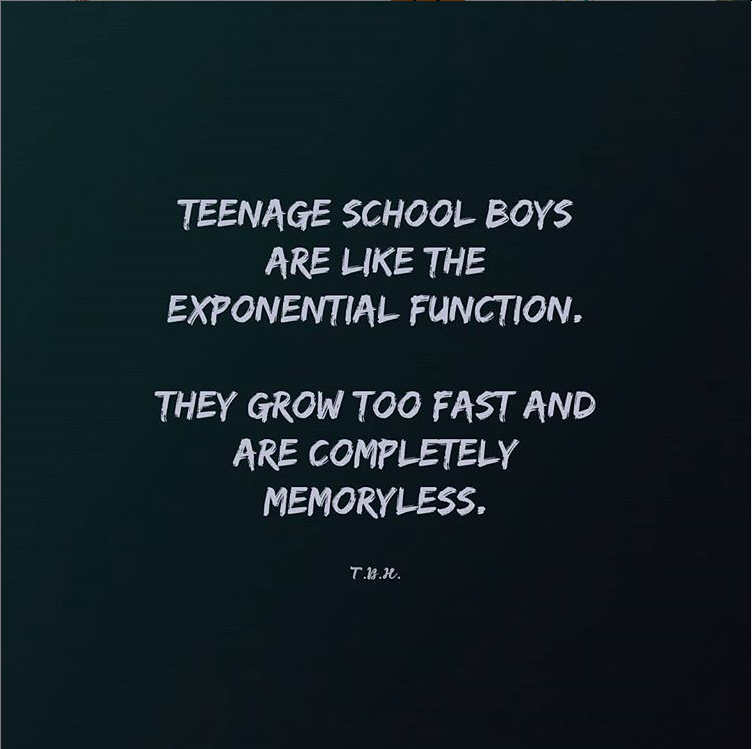 TEENAGE SCHOOL BOYS
ARE LIKE THE
EXPONENTIAL FUNCTION.
THEY GROW TOO FAST AND
ARE COMPLETELY
MEMORYLESS.
T.B.H.